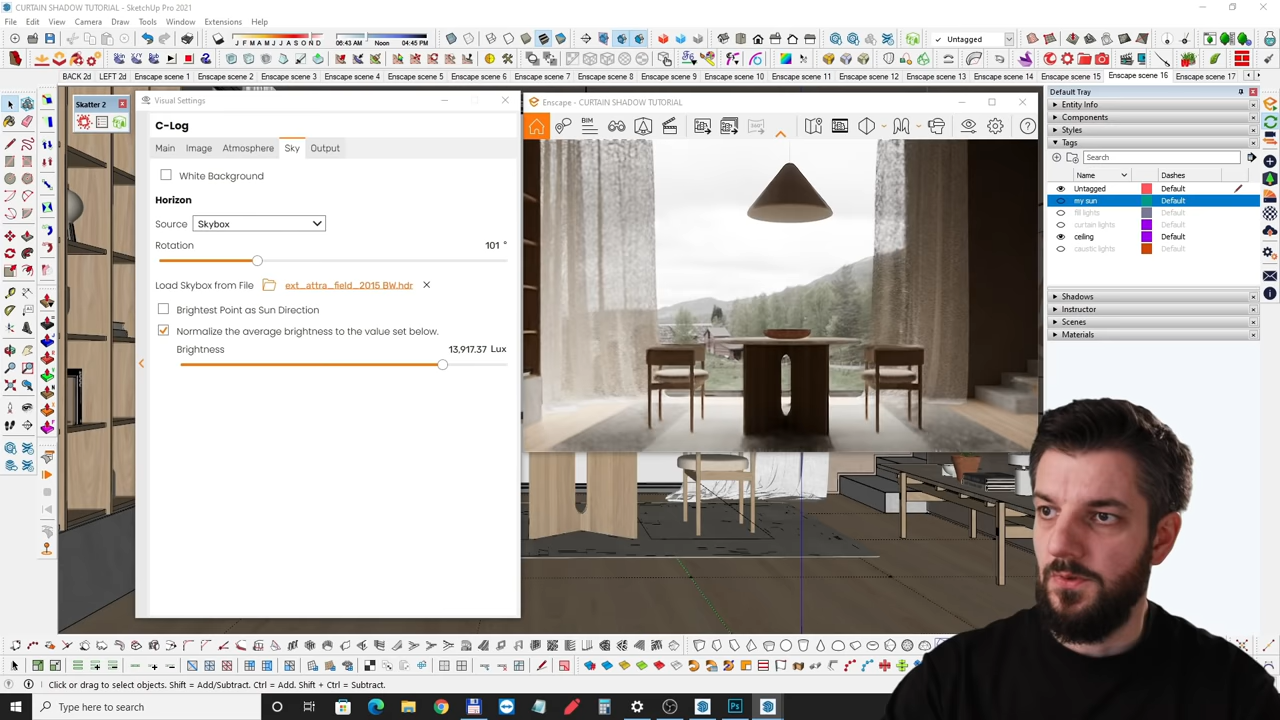 CURTAIN SHADOW TUTORIAL - SketchUp Pro 2021
File Edit View Camera Draw Tools Window Extensions Help
J F M A M J J A S O N D 06:43 AM Noon 04:45 PM
Untagged
BACK 2d LEFT 2d Enscape scene 1 Enscape scene 2 Enscape scene 3 Enscape scene 4 Enscape scene 5 Enscape scene 6 Enscape scene 7 Enscape scene 8 Enscape scene 9 Enscape scene 10 Enscape scene 11 Enscape scene 12 Enscape scene 13 Enscape scene 14 Enscape scene 15 Enscape scene 16 Enscape scene 17
Skatter 2
Visual Settings
C-Log
Main Image Atmosphere Sky Output
White Background
Horizon
Source Skybox
Rotation 101 °
Load Skybox from File ext_attra_field_2015 BW.hdr
Brightest Point as Sun Direction
Normalize the average brightness to the value set below.
Brightness 13,917.37 Lux
Enscape - CURTAIN SHADOW TUTORIAL
BIM
Default Tray
Entity Info
Components
Styles
Tags
Search
Name Dashes
Untagged Default
my sun Default
fill lights Default
curtain lights Default
ceiling Default
caustic lights Default
Shadows
Instructor
Scenes
Materials
Click or drag to select objects. Shift = Add/Subtract. Ctrl = Add. Shift + Ctrl = Subtract.
Type here to search